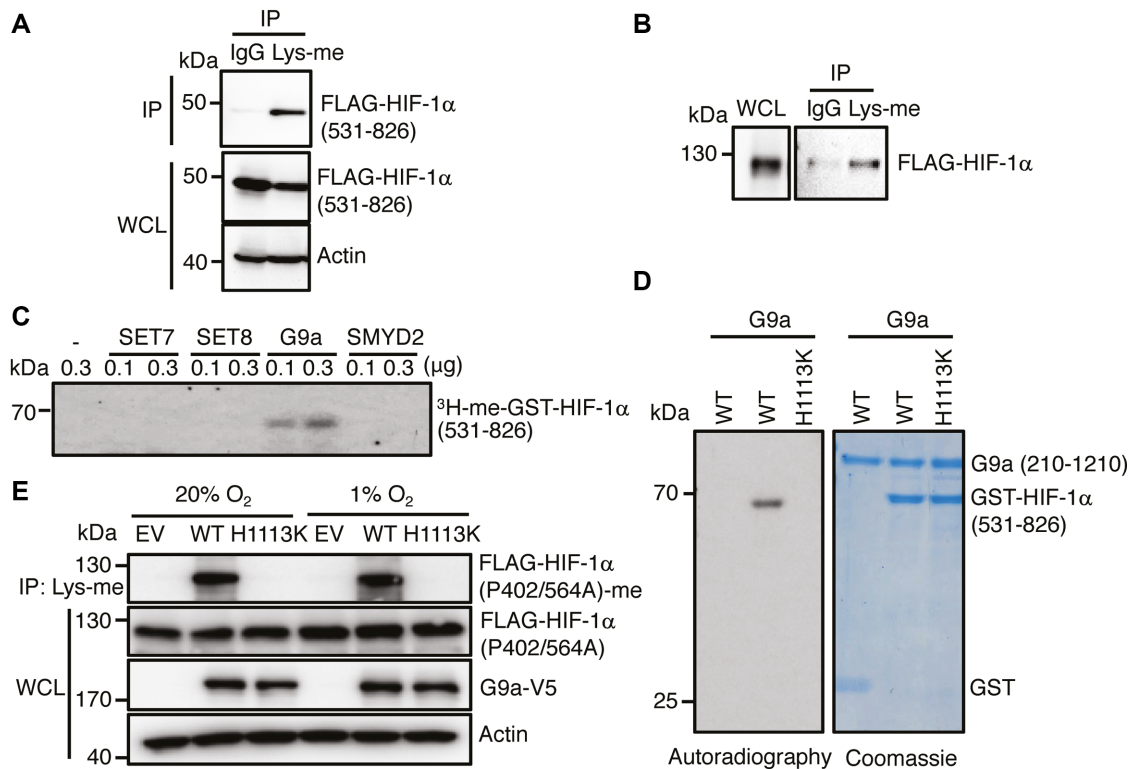 A
IP
kDa IgG Lys-me
IP 50 FLAG-HIF-1α
(531-826)
WCL 50 FLAG-HIF-1α
(531-826)
40 Actin
B
IP
kDa WCL IgG Lys-me
130 FLAG-HIF-1α
C
- SET7 SET8 G9a SMYD2
kDa 0.3 0.1 0.3 0.1 0.3 0.1 0.3 0.1 0.3 (μg)
70 ³H-me-GST-HIF-1α
(531-826)
D
G9a G9a
kDa WT WT H1113K WT WT H1113K
G9a (210-1210)
70 GST-HIF-1α
(531-826)
GST
25
Autoradiography Coomassie
E
20% O₂ 1% O₂
kDa EV WT H1113K EV WT H1113K
IP: Lys-me 130 FLAG-HIF-1α
(P402/564A)-me
WCL 130 FLAG-HIF-1α
(P402/564A)
170 G9a-V5
40 Actin